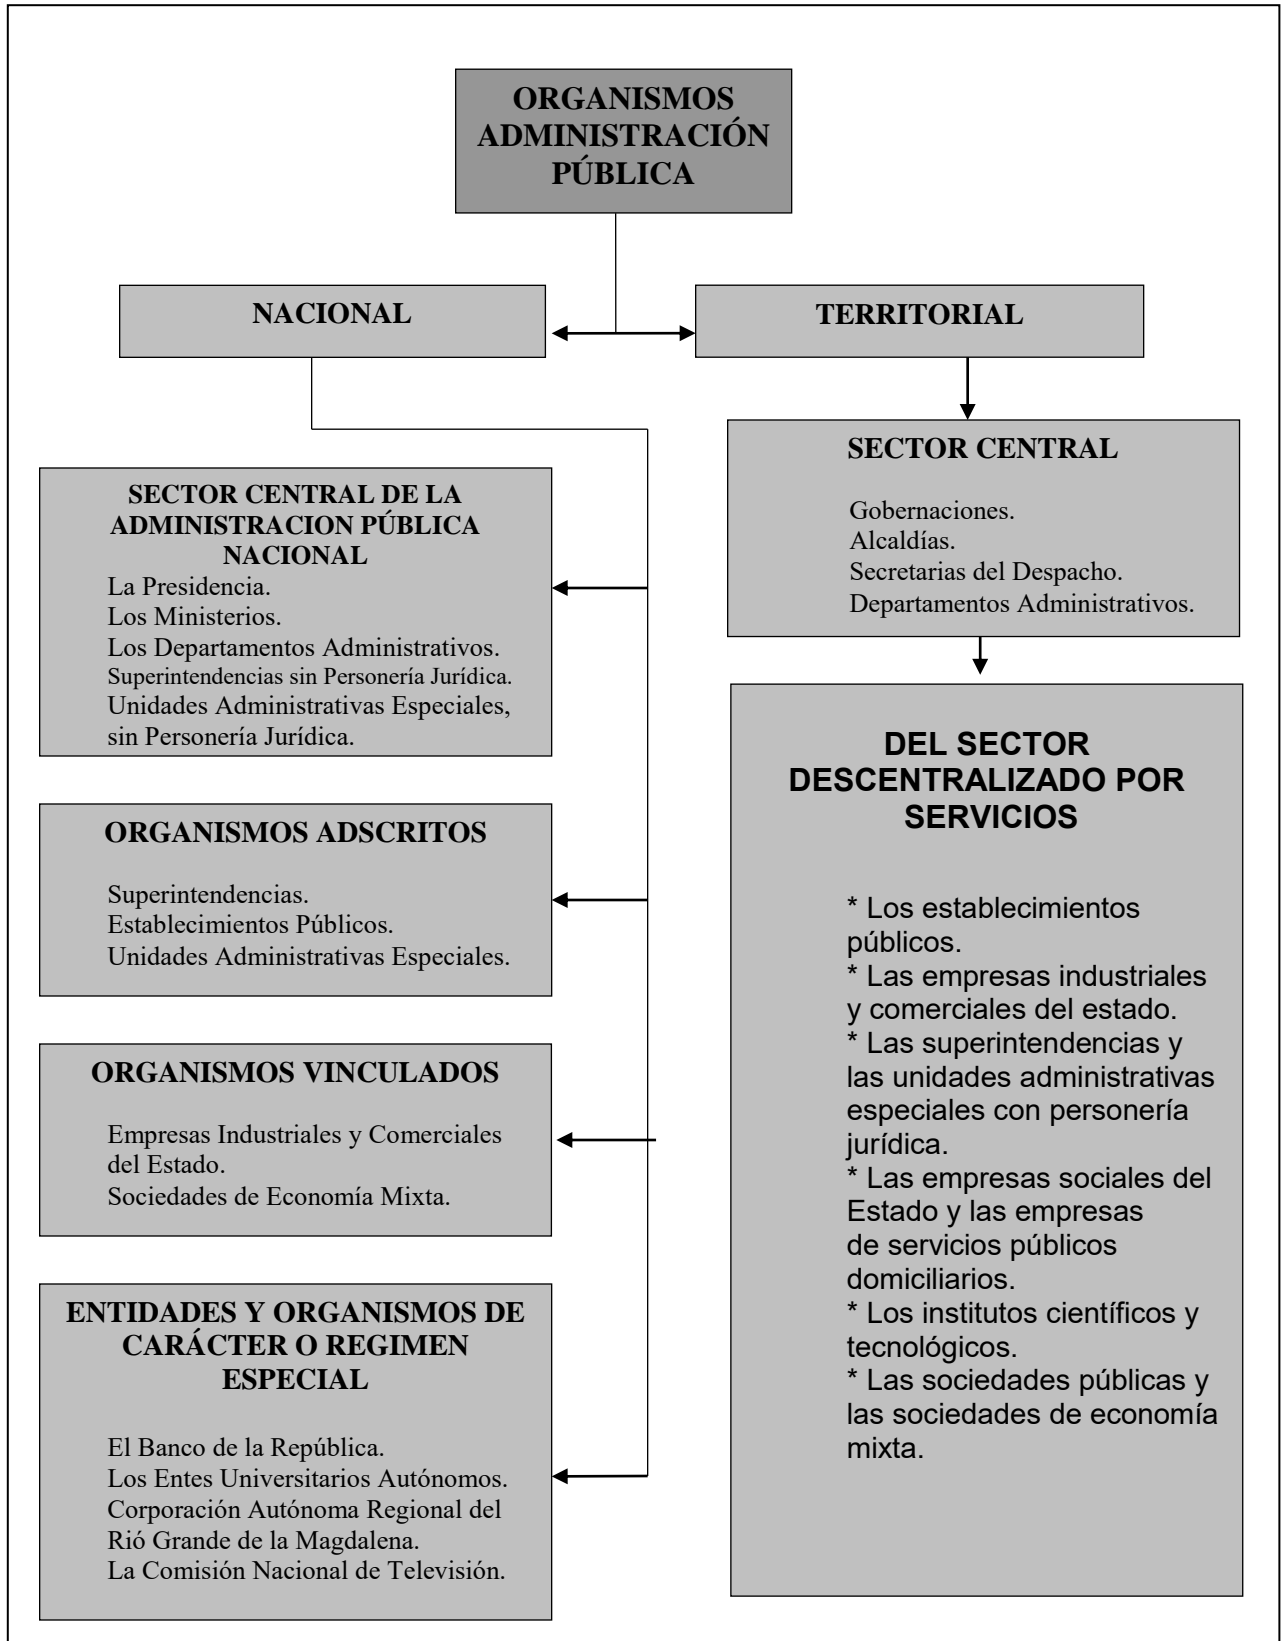 ORGANISMOS
ADMINISTRACIÓN
PÚBLICA
NACIONAL
TERRITORIAL
SECTOR CENTRAL DE LA
ADMINISTRACION PÚBLICA
NACIONAL
La Presidencia.
Los Ministerios.
Los Departamentos Administrativos.
Superintendencias sin Personería Jurídica.
Unidades Administrativas Especiales,
sin Personería Jurídica.
ORGANISMOS ADSCRITOS
Superintendencias.
Establecimientos Públicos.
Unidades Administrativas Especiales.
ORGANISMOS VINCULADOS
Empresas Industriales y Comerciales
del Estado.
Sociedades de Economía Mixta.
ENTIDADES Y ORGANISMOS DE
CARÁCTER O REGIMEN
ESPECIAL
El Banco de la República.
Los Entes Universitarios Autónomos.
Corporación Autónoma Regional del
Rió Grande de la Magdalena.
La Comisión Nacional de Televisión.
SECTOR CENTRAL
Gobernaciones.
Alcaldías.
Secretarias del Despacho.
Departamentos Administrativos.
DEL SECTOR
DESCENTRALIZADO POR
SERVICIOS
* Los establecimientos
públicos.
* Las empresas industriales
y comerciales del estado.
* Las superintendencias y
las unidades administrativas
especiales con personería
jurídica.
* Las empresas sociales del
Estado y las empresas
de servicios públicos
domiciliarios.
* Los institutos científicos y
tecnológicos.
* Las sociedades públicas y
las sociedades de economía
mixta.